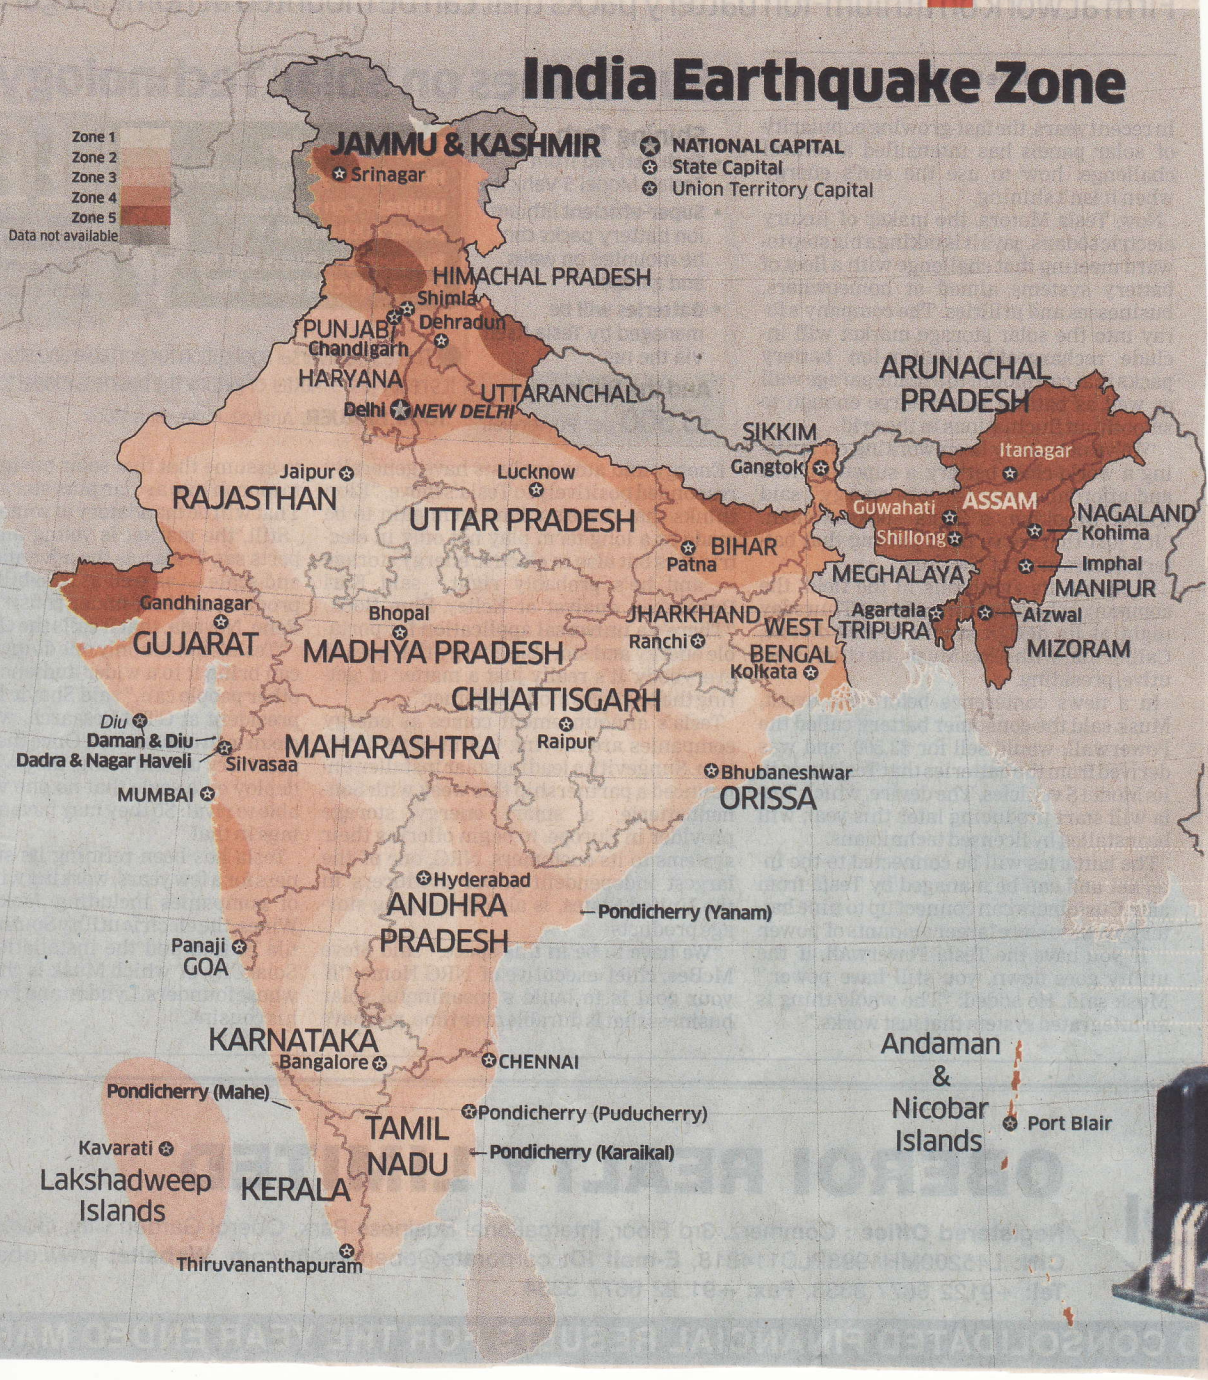 India Earthquake Zone
Zone 1
Zone 2
Zone 3
Zone 4
Zone 5
Data not available
NATIONAL CAPITAL
State Capital
Union Territory Capital
JAMMU & KASHMIR
Srinagar
HIMACHAL PRADESH
Shimla
PUNJAB
Dehradun
Chandigarh
HARYANA
UTTARANCHAL
Delhi
NEW DELHI
ARUNACHAL
PRADESH
SIKKIM
Itanagar
Gangtok
Jaipur
Lucknow
RAJASTHAN
UTTAR PRADESH
Guwahati
ASSAM
NAGALAND
Kohima
Shillong
BIHAR
Patna
Imphal
MEGHALAYA
MANIPUR
Gandhinagar
Bhopal
JHARKHAND
Agartala
Aizwal
GUJARAT
MADHYA PRADESH
Ranchi
WEST
BENGAL
TRIPURA
MIZORAM
Kolkata
CHHATTISGARH
Diu
Daman & Diu
Dadra & Nagar Haveli
Silvasaa
MAHARASHTRA
Raipur
MUMBAI
Bhubaneshwar
ORISSA
Hyderabad
ANDHRA
PRADESH
Pondicherry (Yanam)
Panaji
GOA
KARNATAKA
Bangalore
CHENNAI
Andaman
&
Nicobar
Islands
Port Blair
Pondicherry (Mahe)
Pondicherry (Puducherry)
TAMIL
NADU
Pondicherry (Karaikal)
Kavarati
Lakshadweep
Islands
KERALA
Thiruvananthapuram